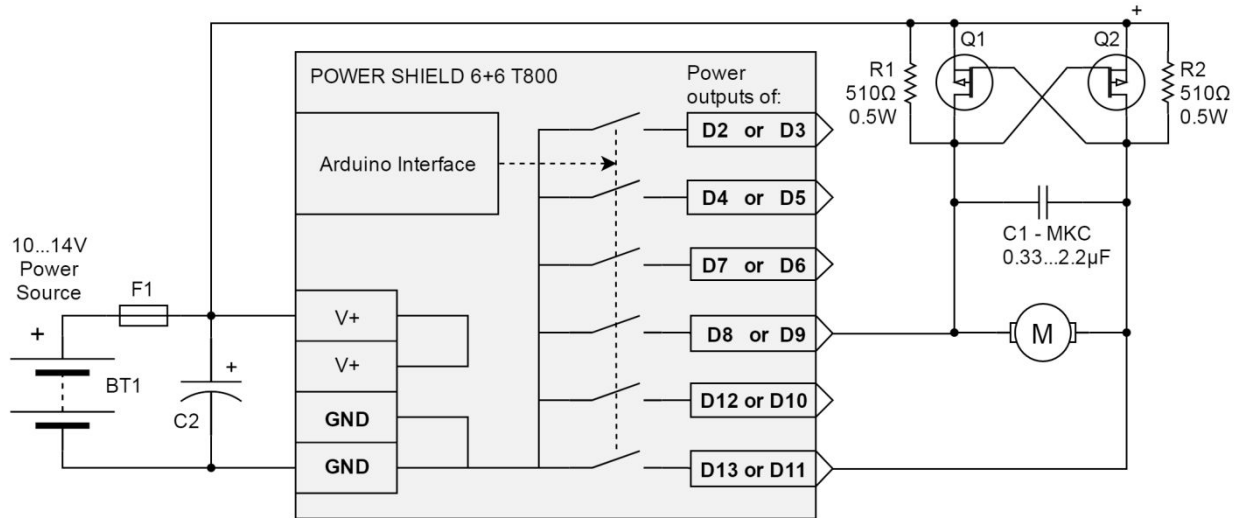 +
Q1
Q2
R1
510Ω
0.5W
R2
510Ω
0.5W
POWER SHIELD 6+6 T800
Power
outputs of:
D2 or D3
Arduino Interface
D4 or D5
C1 - MKC
0.33...2.2µF
10...14V
Power
Source
D7 or D6
F1
V+
D8 or D9
M
+
V+
+
BT1
D12 or D10
C2
GND
GND
D13 or D11